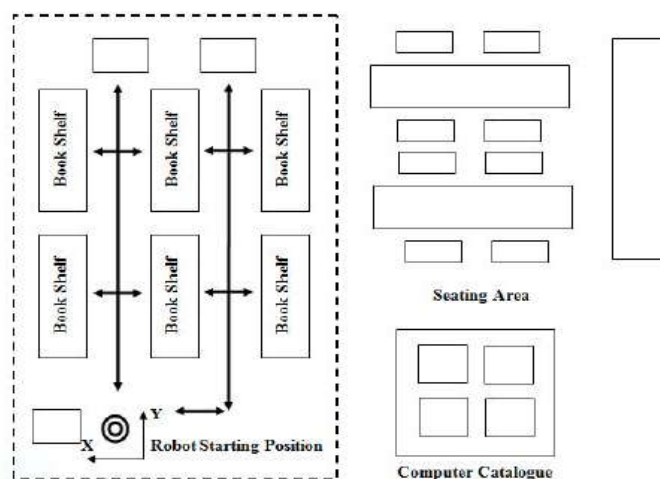 Book Shelf
Book Shelf
Book Shelf
Book Shelf
Book Shelf
Book Shelf
Seating Area
Y
X
Robot Starting Position
Computer Catalogue